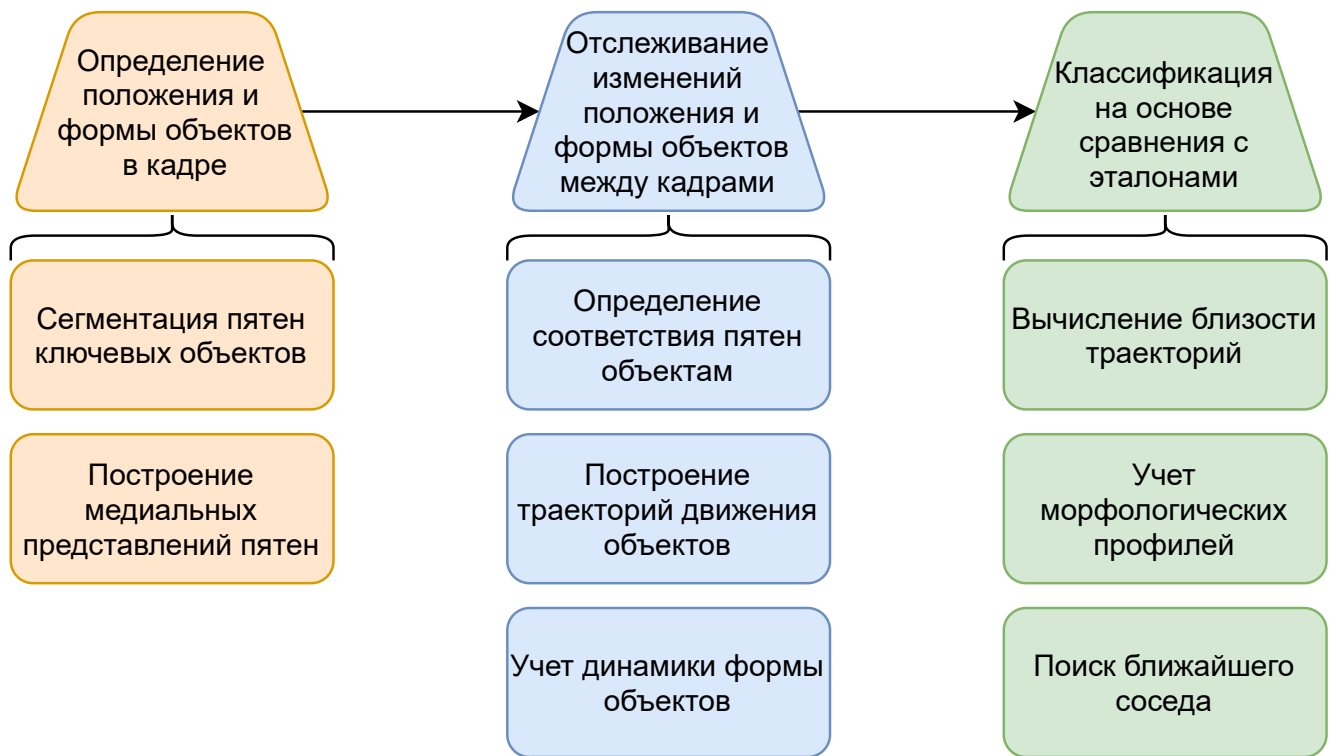 Определение
положения и
формы объектов
в кадре
Отслеживание
изменений
положения и
формы объектов
между кадрами
Классификация
на основе
сравнения с
эталонами
Сегментация пятен
ключевых объектов
Построение
медиальных
представлений пятен
Определение
соответствия пятен
объектам
Построение
траекторий движения
объектов
Учет динамики формы
объектов
Вычисление близости
траекторий
Учет
морфологических
профилей
Поиск ближайшего
соседа